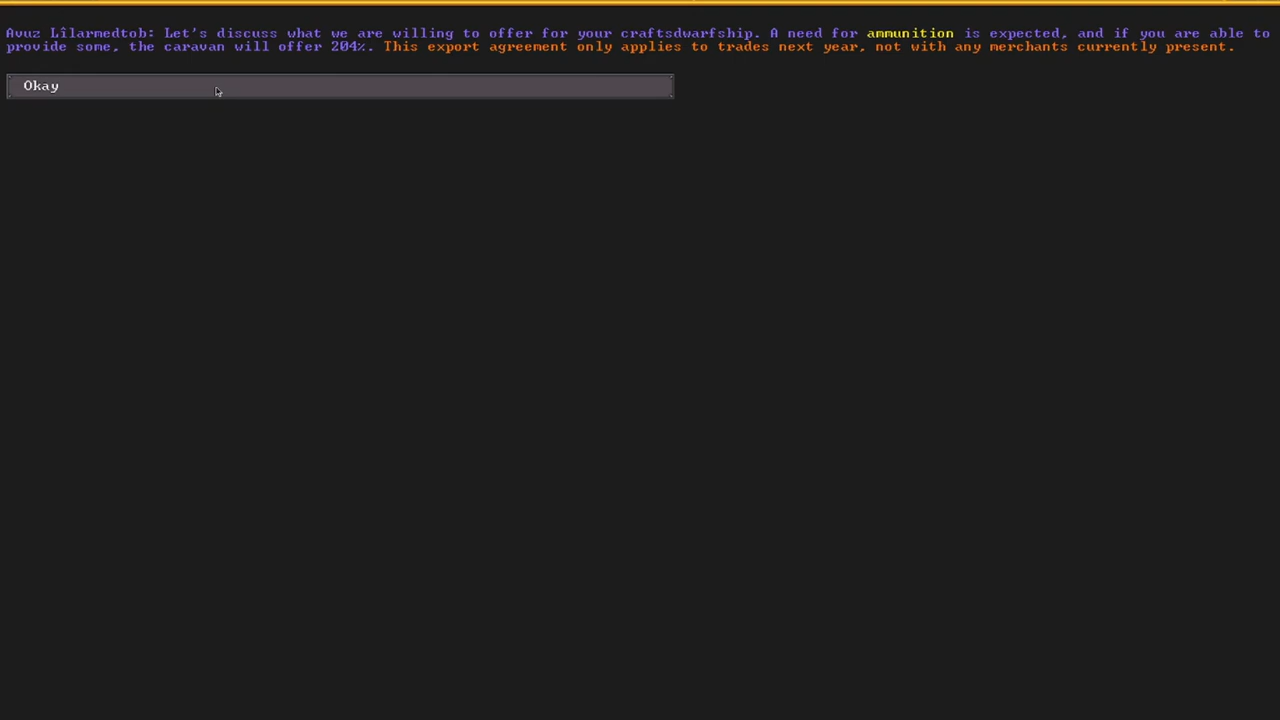 Avuz Lîlarmedtob: Let's discuss what we are willing to offer for your craftsdwarfship. A need for ammunition is expected, and if you are able to
provide some, the caravan will offer 204%. This export agreement only applies to trades next year, not with any merchants currently present.
Okay